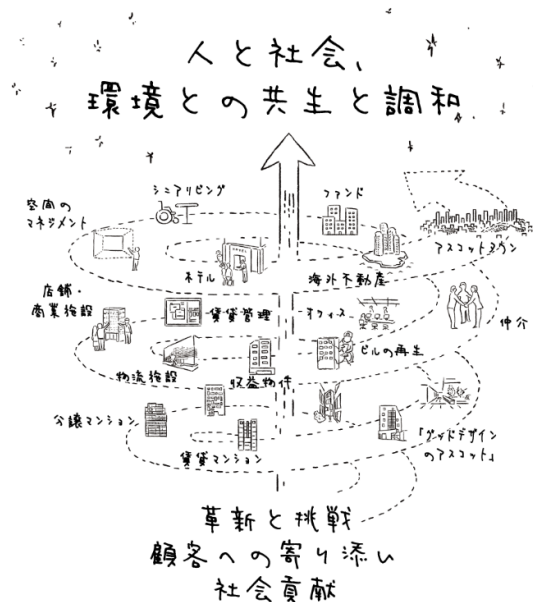 人と社会、
環境との共生と調和
シニアリビング
ファンド
空間の
マネジメント
アスコットタウン
ホテル
海外不動産
店舗・
商業施設
賃貸管理
オフィス
仲介
物流施設
収益物件
ビルの再生
分譲マンション
賃貸マンション
「グッドデザイン
のアスコット」
革新と挑戦
顧客への寄り添い
社会貢献